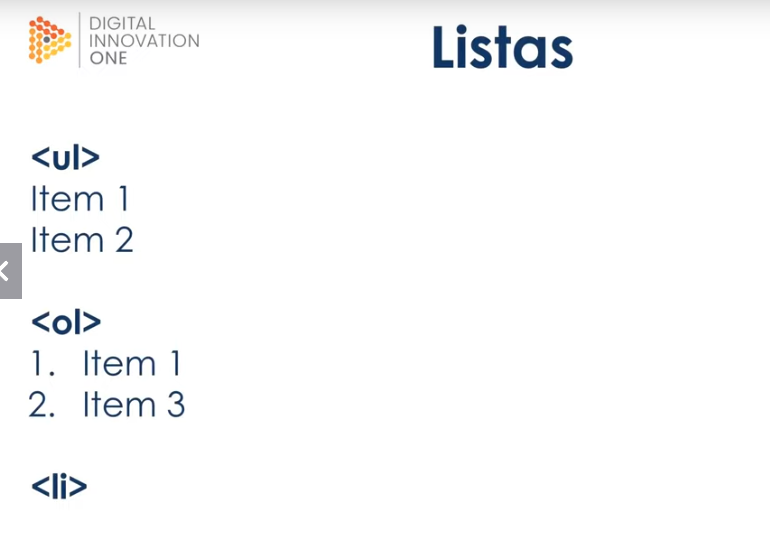 DIGITAL
INNOVATION
ONE
Listas
<ul>
Item 1
Item 2
<ol>
1. Item 1
2. Item 3
<li>